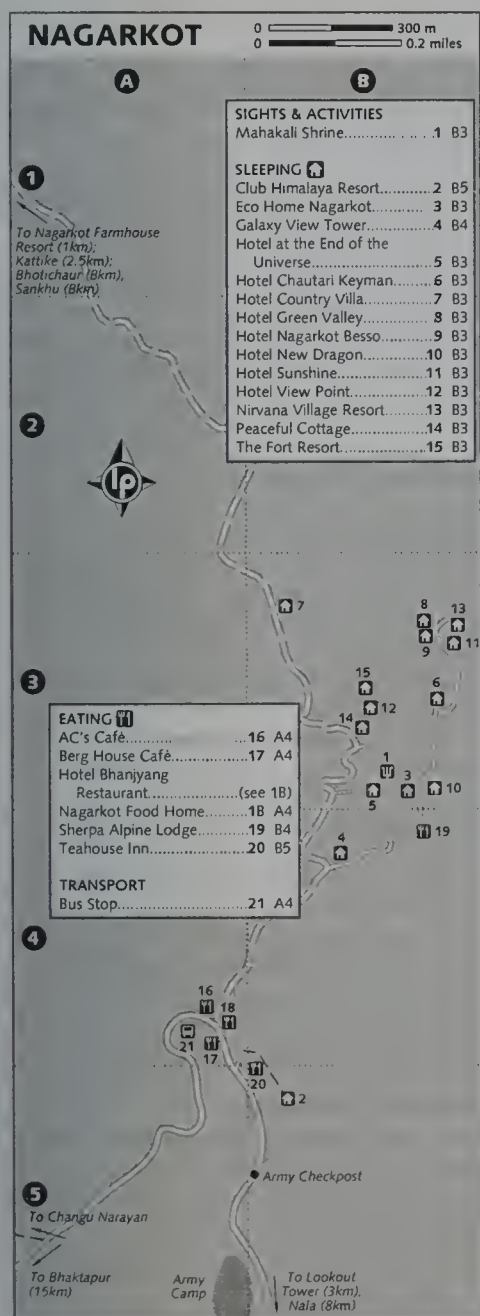 NAGARKOT
0 300 m
0 0.2 miles
A
B
SIGHTS & ACTIVITIES
Mahakali Shrine.............. 1 B3
SLEEPING
Club Himalaya Resort...........2 B5
Eco Home Nagarkot.......... 3 B3
Galaxy View Tower............ 4 B4
Hotel at the End of the
Universe........................5 B3
Hotel Chautari Keyman........6 B3
Hotel Country Villa.............7 B3
Hotel Green Valley..............8 B3
Hotel Nagarkot Besso..........9 B3
Hotel New Dragon............10 B3
Hotel Sunshine.................11 B3
Hotel View Point...............12 B3
Nirvana Village Resort........13 B3
Peaceful Cottage..............14 B3
The Fort Resort................15 B3
1
To Nagarkot Farmhouse
Resort (1km);
Kattike (2.5km);
Bhotichaur (8km),
Sankhu (8km)
2
lp
7
8
13
9
11
3
15
6
12
14
1
5
3
10
19
4
EATING
AC's Café.................. ...16 A4
Berg House Café................17 A4
Hotel Bhanjyang
Restaurant................(see 18)
Nagarkot Food Home........18 A4
Sherpa Alpine Lodge..........19 B4
Teahouse Inn....................20 B5
TRANSPORT
Bus Stop..........................21 A4
4
16
18
21
17
20
2
Army Checkpost
5
To Changu Narayan
To Bhaktapur
(15km)
Army
Camp
To Lookout
Tower (3km),
Nala (8km)